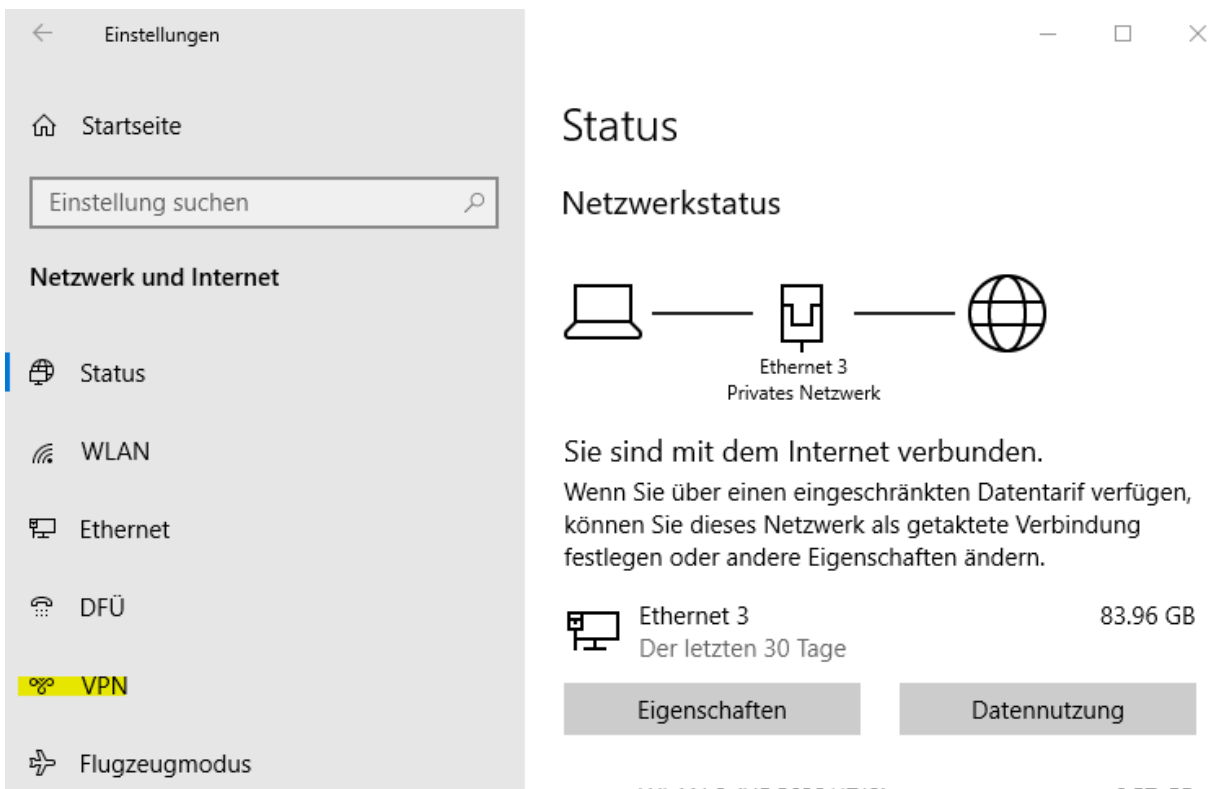 Einstellungen
Startseite
Einstellung suchen
Netzwerk und Internet
Status
WLAN
Ethernet
DFÜ
VPN
Flugzeugmodus
Status
Netzwerkstatus
Ethernet 3
Privates Netzwerk
Sie sind mit dem Internet verbunden.
Wenn Sie über einen eingeschränkten Datentarif verfügen,
können Sie dieses Netzwerk als getaktete Verbindung
festlegen oder andere Eigenschaften ändern.
Ethernet 3 83.96 GB
Der letzten 30 Tage
Eigenschaften Datennutzung